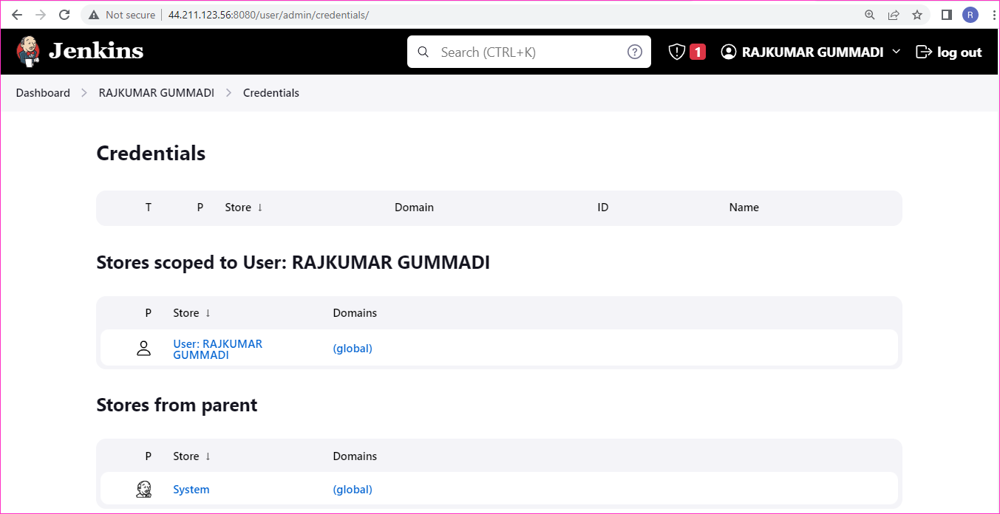 Not secure 44.211.123.56:8080/user/admin/credentials/ R
Jenkins Search (CTRL+K) ? 1 RAJKUMAR GUMMADI log out
Dashboard > RAJKUMAR GUMMADI > Credentials
Credentials
T P Store ↓ Domain ID Name
Stores scoped to User: RAJKUMAR GUMMADI
P Store ↓ Domains
User: RAJKUMAR
GUMMADI (global)
Stores from parent
P Store ↓ Domains
System (global)